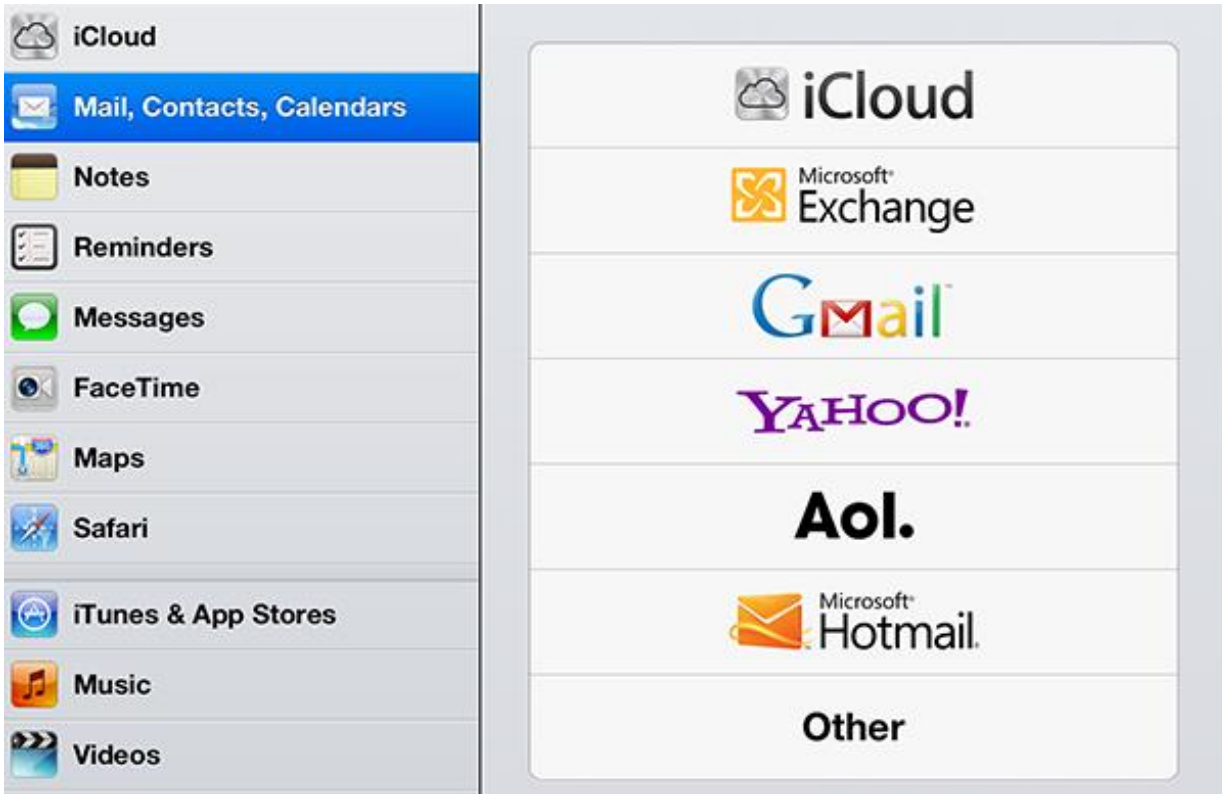 iCloud
Mail, Contacts, Calendars
Notes
Reminders
Messages
FaceTime
Maps
Safari
iTunes & App Stores
Music
Videos
iCloud
Microsoft®
Exchange
Gmail™
YAHOO!®
Aol.
Microsoft®
Hotmail®
Other